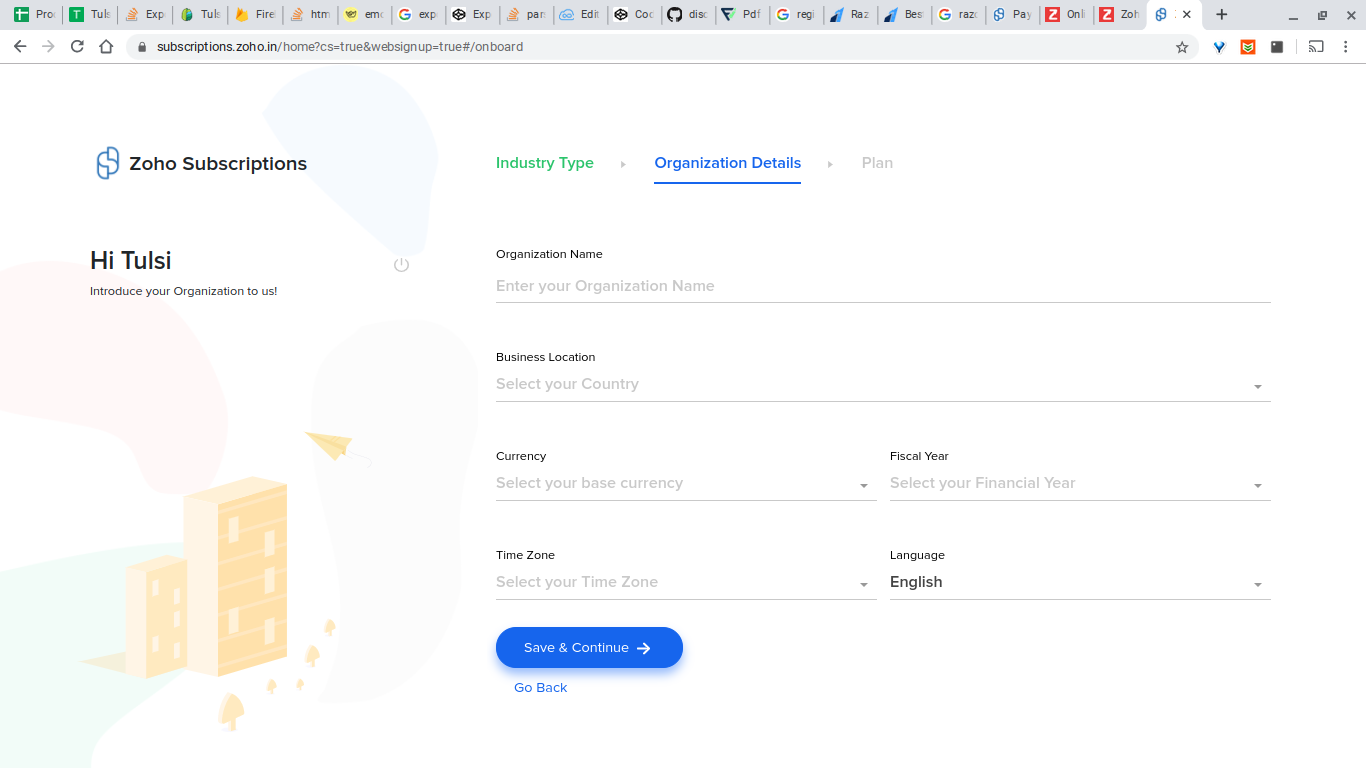 Tuls
Exp
Tuls
Fire
htm
exp
Exp
par
Edit
Coc
disc
Pdf
regi
Raz
Best
razo
Pay
Onli
Zoh
subscriptions.zoho.in/home?cs=true&websignup=true#/onboard
Zoho Subscriptions
Industry Type
Organization Details
Plan
Hi Tulsi
Introduce your Organization to us!
Organization Name
Enter your Organization Name
Business Location
Select your Country
Currency
Fiscal Year
Select your base currency
Select your Financial Year
Time Zone
Language
Select your Time Zone
English
Save & Continue
Go Back